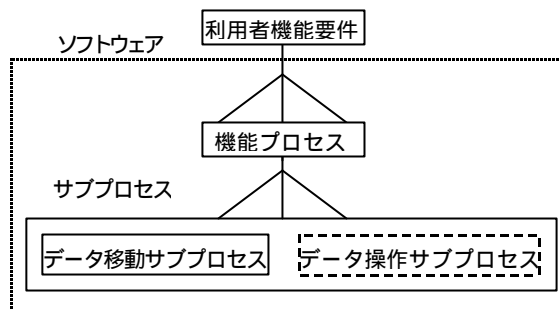 利用者機能要件
ソフトウェア
機能プロセス
サブプロセス
データ移動サブプロセス
データ操作サブプロセス